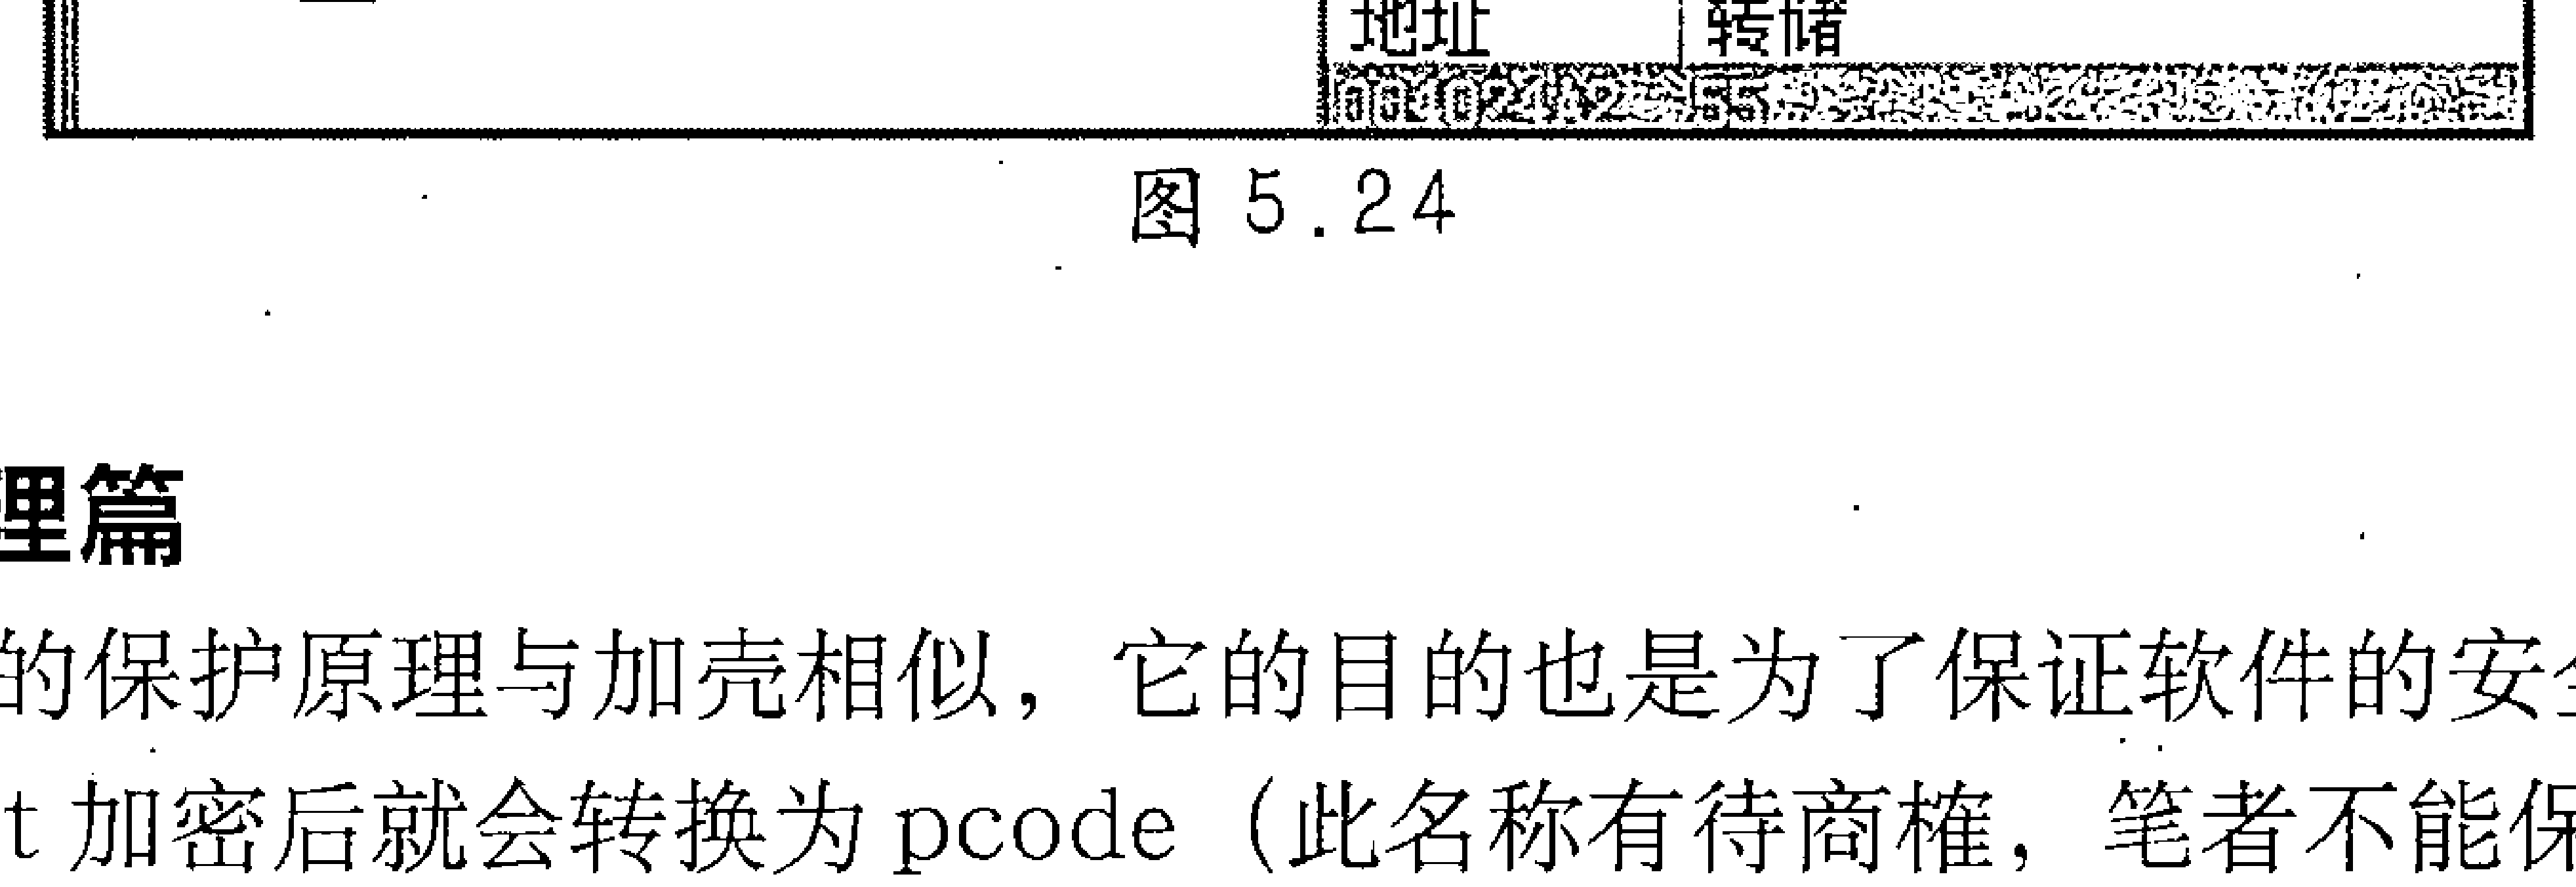 地址 转储
图 5.24
理篇
的保护原理与加壳相似，它的目的也是为了保证软件的安全
t 加密后就会转换为 pcode（此名称有待商榷，笔者不能保